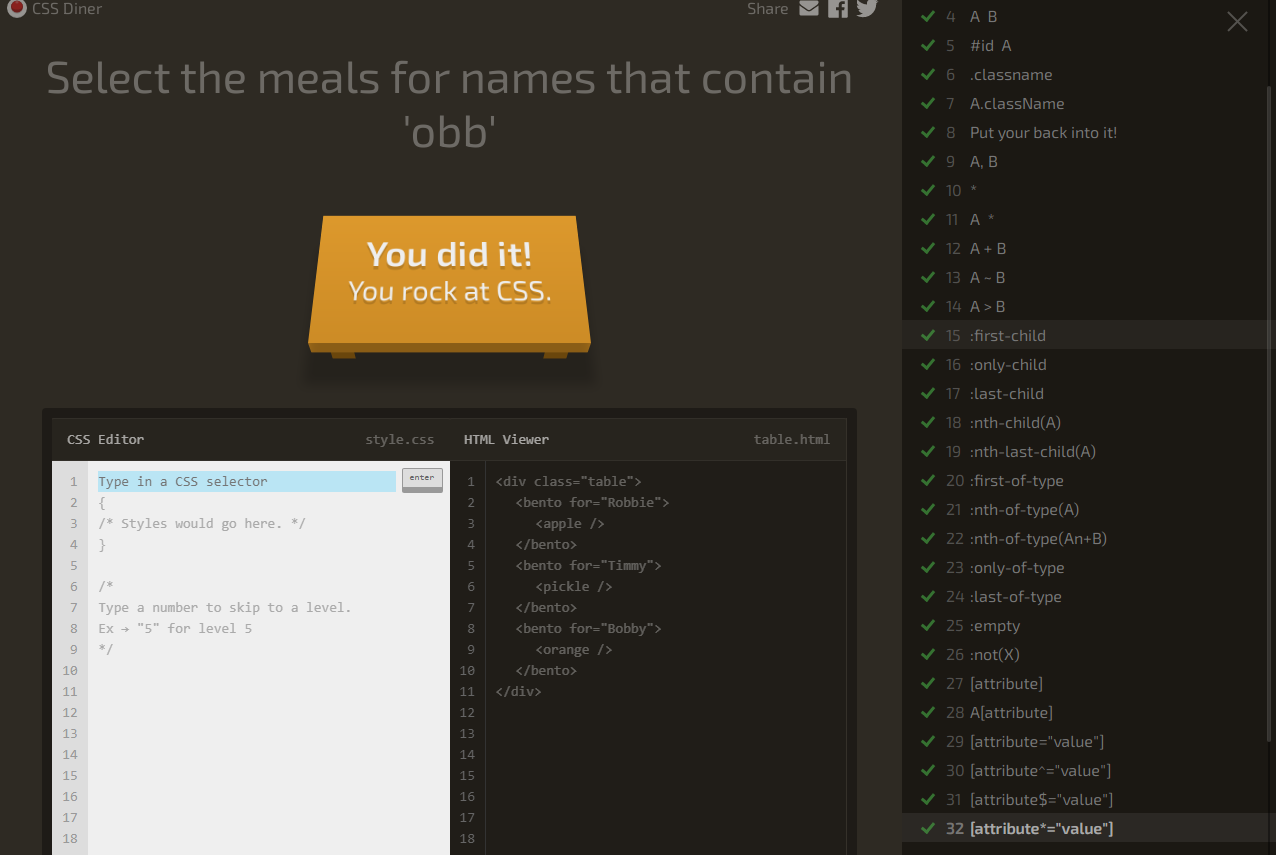 CSS Diner
Share
Select the meals for names that contain
'obb'
You did it!
You rock at CSS.
CSS Editor style.css
1 Type in a CSS selector enter
2 {
3 /* Styles would go here. */
4 }
5
6 /*
7 Type a number to skip to a level.
8 Ex → "5" for level 5
9 */
10
11
12
13
14
15
16
17
18
HTML Viewer table.html
1 <div class="table">
2 <bento for="Robbie">
3 <apple />
4 </bento>
5 <bento for="Timmy">
6 <pickle />
7 </bento>
8 <bento for="Bobby">
9 <orange />
10 </bento>
11 </div>
12
13
14
15
16
17
18
4 A B
5 #id A
6 .classname
7 A.className
8 Put your back into it!
9 A, B
10 *
11 A *
12 A + B
13 A ~ B
14 A > B
15 :first-child
16 :only-child
17 :last-child
18 :nth-child(A)
19 :nth-last-child(A)
20 :first-of-type
21 :nth-of-type(A)
22 :nth-of-type(An+B)
23 :only-of-type
24 :last-of-type
25 :empty
26 :not(X)
27 [attribute]
28 A[attribute]
29 [attribute="value"]
30 [attribute^="value"]
31 [attribute$="value"]
32 [attribute*="value"]